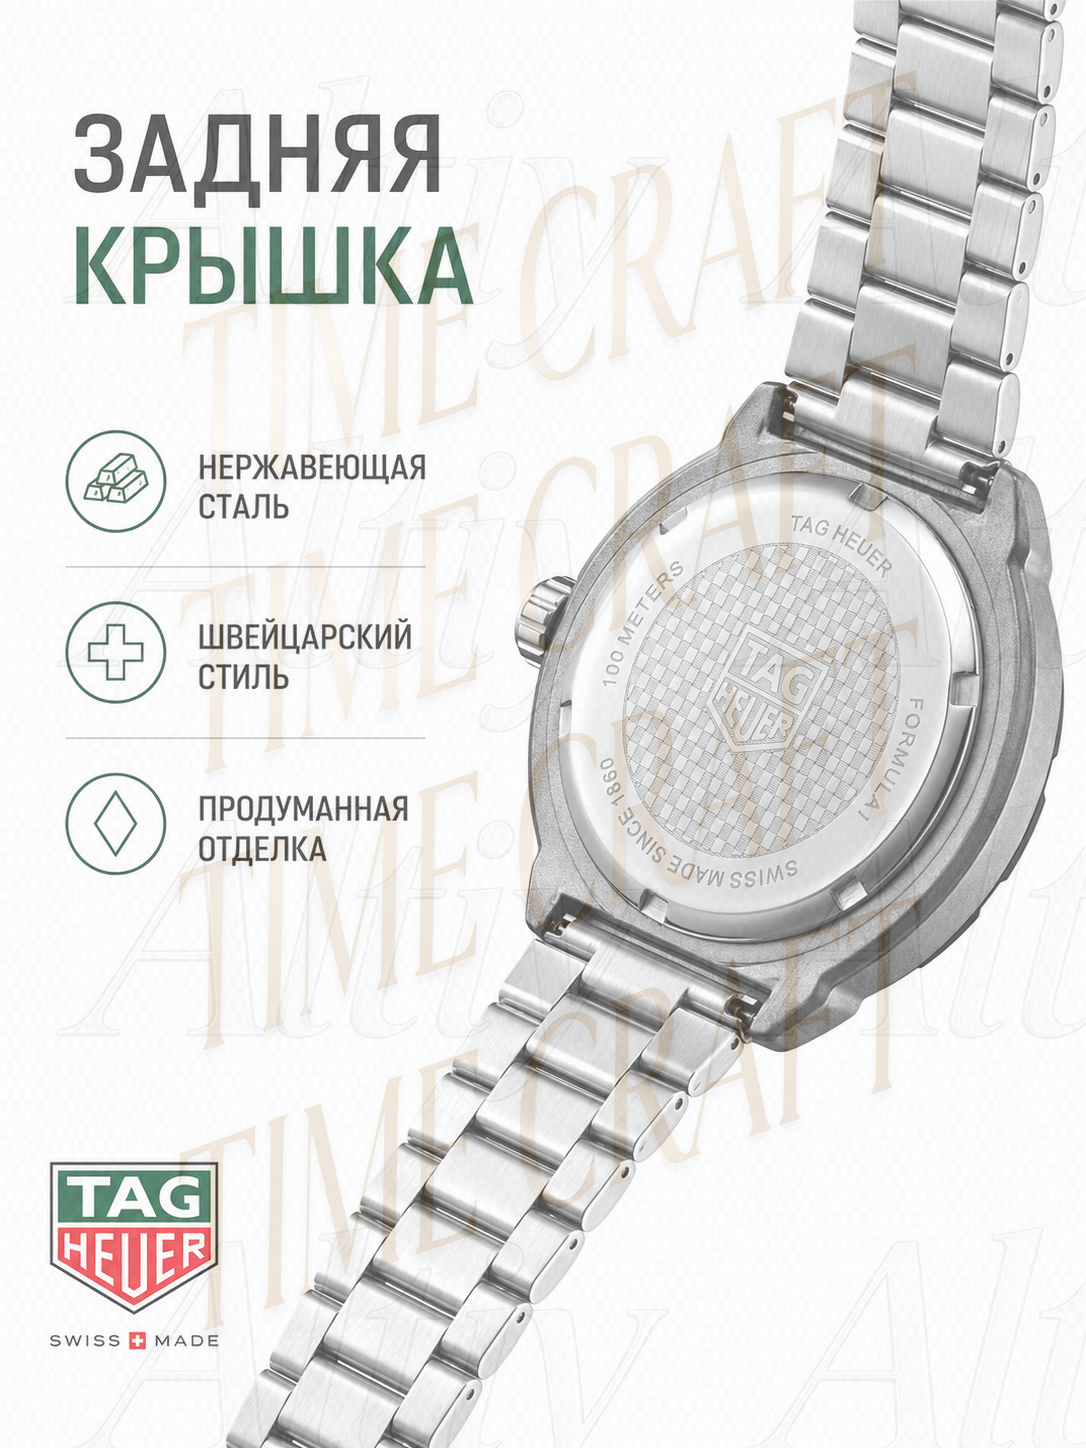 ЗАДНЯЯ
КРЫШКА
НЕРЖАВЕЮЩАЯ
СТАЛЬ
ШВЕЙЦАРСКИЙ
СТИЛЬ
ПРОДУМАННАЯ
ОТДЕЛКА
TAG HEUER
FORMULA 1
SWISS MADE SINCE 1860
100 METERS
TAG
HEUER
TAG
HEUER
SWISS MADE
TIME CRAFT
TIME CRAFT
TIME CRAFT
TIME CRAFT